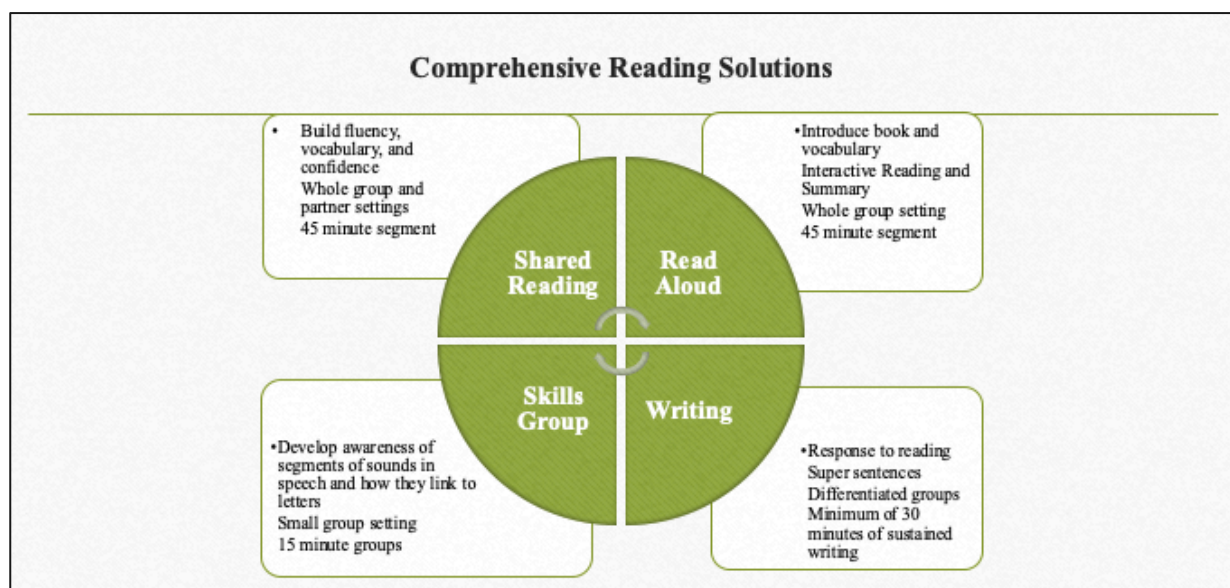 Comprehensive Reading Solutions
• Build fluency,
vocabulary, and
confidence
Whole group and
partner settings
45 minute segment
•Introduce book and
vocabulary
Interactive Reading and
Summary
Whole group setting
45 minute segment
Shared
Reading
Read
Aloud
Skills
Group
Writing
•Develop awareness of
segments of sounds in
speech and how they link to
letters
Small group setting
15 minute groups
•Response to reading
Super sentences
Differentiated groups
Minimum of 30
minutes of sustained
writing